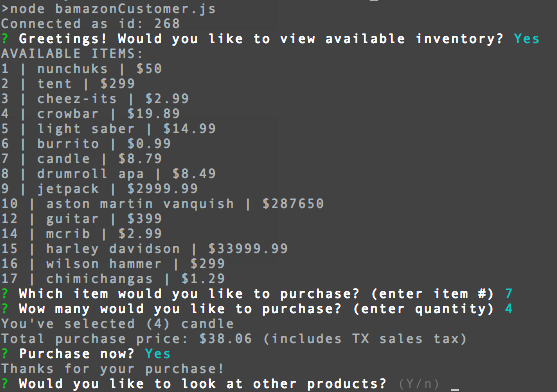 >node bamazonCustomer.js
Connected as id: 268
? Greetings! Would you like to view available inventory? Yes
AVAILABLE ITEMS:
1 | nunchuks | $50
2 | tent | $299
3 | cheez-its | $2.99
4 | crowbar | $19.89
5 | light saber | $14.99
6 | burrito | $0.99
7 | candle | $8.79
8 | drumroll apa | $8.49
9 | jetpack | $2999.99
10 | aston martin vanquish | $287650
12 | guitar | $399
14 | mcrib | $2.99
15 | harley davidson | $33999.99
16 | wilson hammer | $299
17 | chimichangas | $1.29
? Which item would you like to purchase? (enter item #) 7
? Wow many would you like to purchase? (enter quantity) 4
You've selected (4) candle
Total purchase price: $38.06 (includes TX sales tax)
? Purchase now? Yes
Thanks for your purchase!
? Would you like to look at other products? (Y/n) _